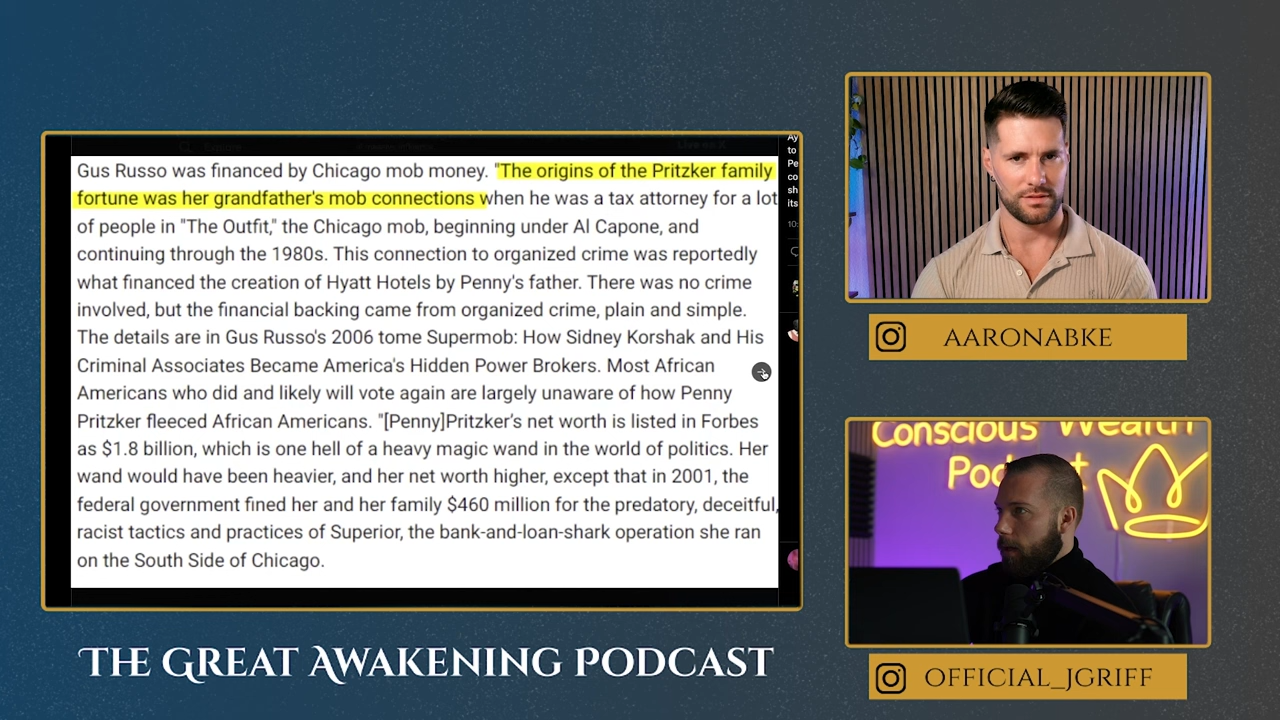 Gus Russo was financed by Chicago mob money. "The origins of the Pritzker family
fortune was her grandfather's mob connections when he was a tax attorney for a lot
of people in "The Outfit," the Chicago mob, beginning under Al Capone, and
continuing through the 1980s. This connection to organized crime was reportedly
what financed the creation of Hyatt Hotels by Penny's father. There was no crime
involved, but the financial backing came from organized crime, plain and simple.
The details are in Gus Russo's 2006 tome Supermob: How Sidney Korshak and His
Criminal Associates Became America's Hidden Power Brokers. Most African
Americans who did and likely will vote again are largely unaware of how Penny
Pritzker fleeced African Americans. "[Penny]Pritzker's net worth is listed in Forbes
as $1.8 billion, which is one hell of a heavy magic wand in the world of politics. Her
wand would have been heavier, and her net worth higher, except that in 2001, the
federal government fined her and her family $460 million for the predatory, deceitful,
racist tactics and practices of Superior, the bank-and-loan-shark operation she ran
on the South Side of Chicago.
Ay
to
Pe
co
sh
its
10:
THE GREAT AWAKENING PODCAST
AARONABKE
Conscious Wealth
Podcast
OFFICIAL_JGRIFF